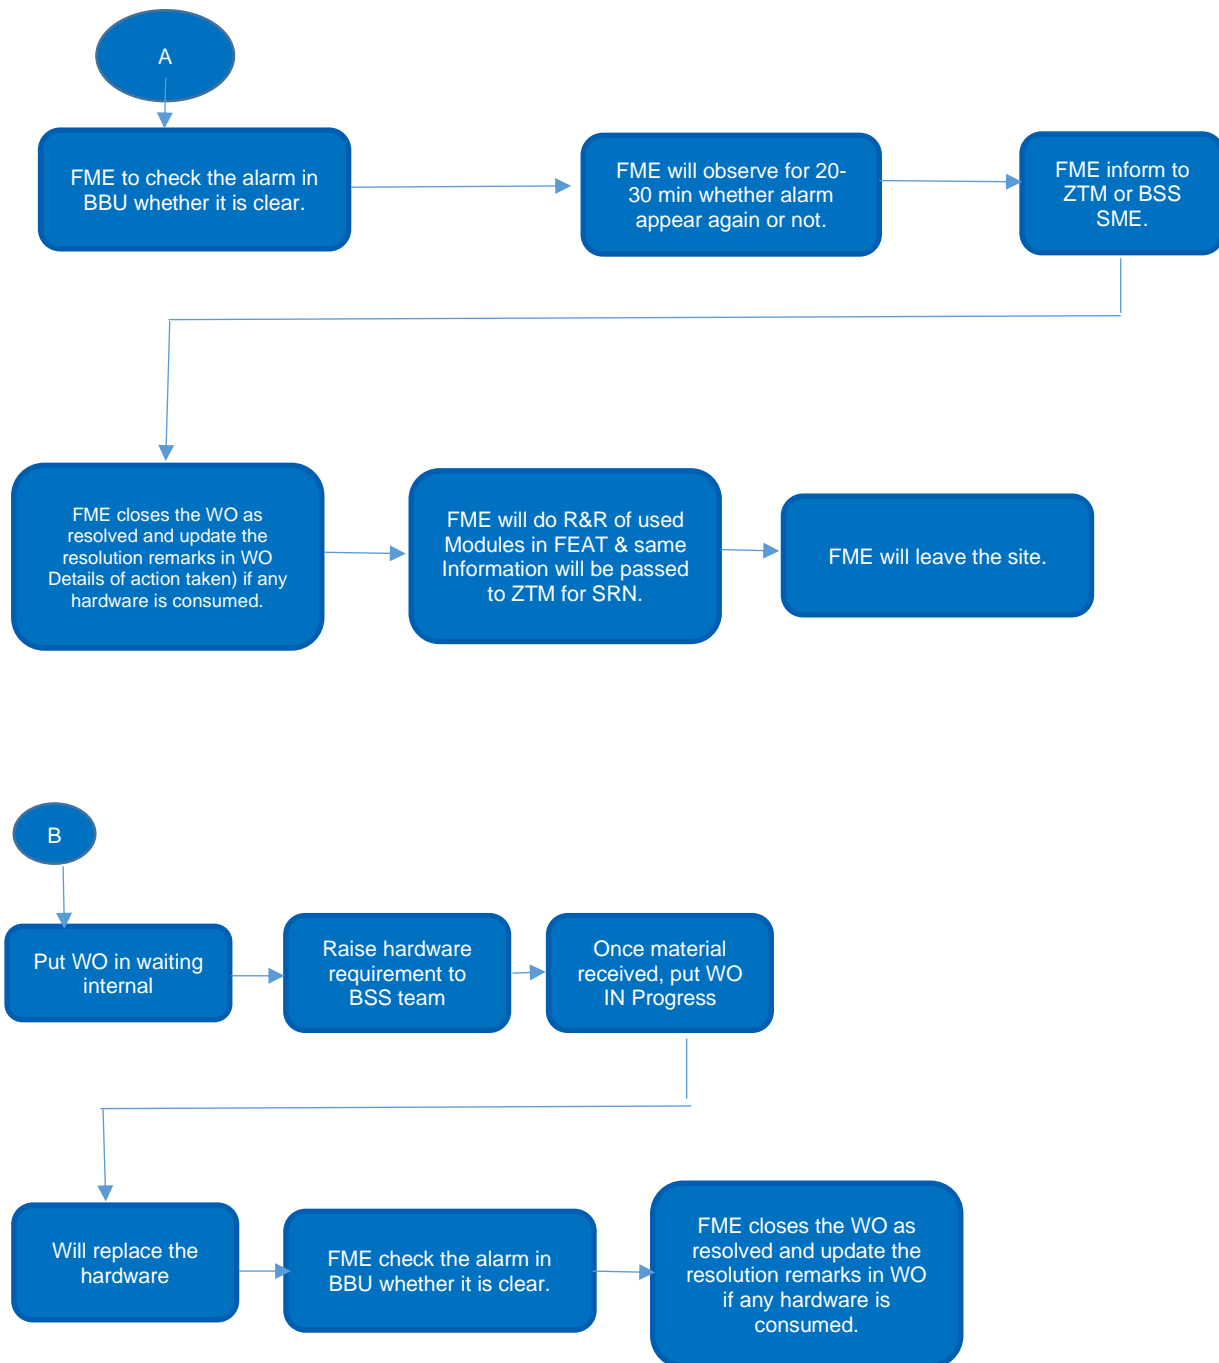 A
FME to check the alarm in
BBU whether it is clear.
FME will observe for 20-
30 min whether alarm
appear again or not.
FME inform to
ZTM or BSS
SME.
FME closes the WO as
resolved and update the
resolution remarks in WO
Details of action taken) if any
hardware is consumed.
FME will do R&R of used
Modules in FEAT & same
Information will be passed
to ZTM for SRN.
FME will leave the site.
B
Put WO in waiting
internal
Raise hardware
requirement to
BSS team
Once material
received, put WO
IN Progress
Will replace the
hardware
FME check the alarm in
BBU whether it is clear.
FME closes the WO as
resolved and update the
resolution remarks in WO
if any hardware is
consumed.